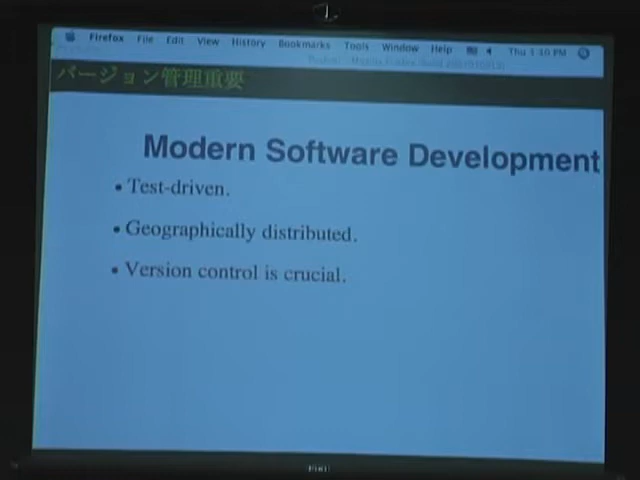 Firefox File Edit View History Bookmarks Tools Window Help Thu 1:10 PM
バージョン管理重要
Modern Software Development
• Test-driven.
• Geographically distributed.
• Version control is crucial.